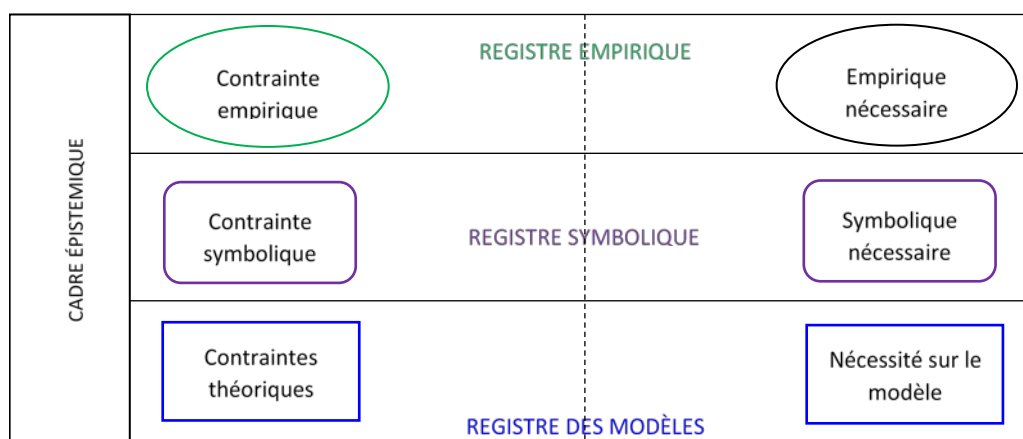 CADRE ÉPISTEMIQUE
REGISTRE EMPIRIQUE
Contrainte
empirique
Empirique
nécessaire
Contrainte
symbolique
REGISTRE SYMBOLIQUE
Symbolique
nécessaire
Contraintes
théoriques
Nécessité sur le
modèle
REGISTRE DES MODÈLES